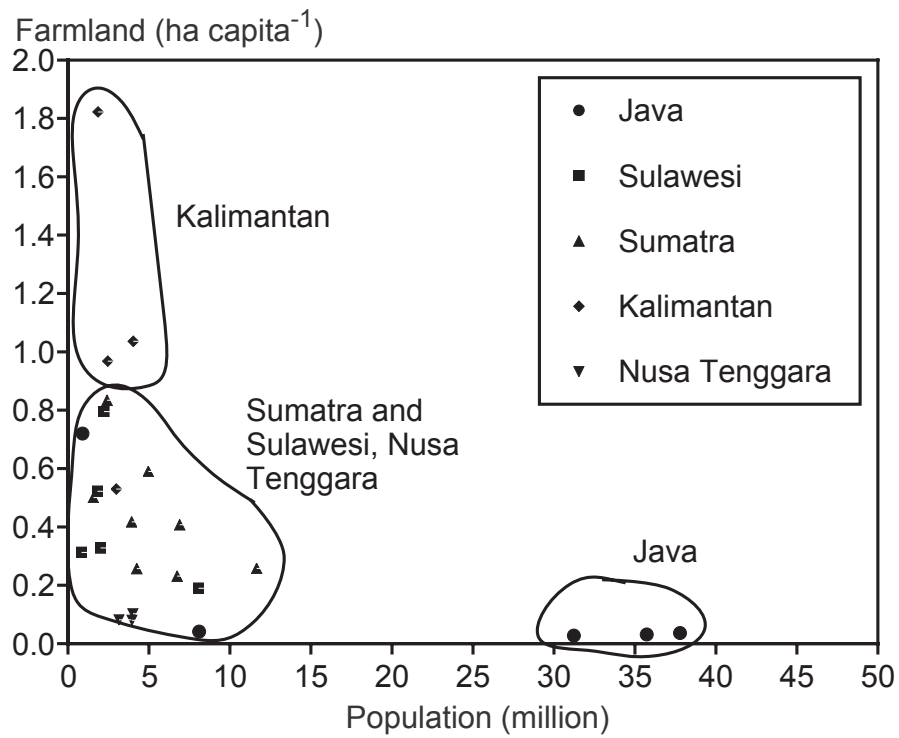 Farmland (ha capita⁻¹)
2.0
1.8
1.6
1.4
1.2
1.0
0.8
0.6
0.4
0.2
0.0
Java
Sulawesi
Sumatra
Kalimantan
Nusa Tenggara
Kalimantan
Sumatra and
Sulawesi, Nusa
Tenggara
Java
0 5 10 15 20 25 30 35 40 45 50
Population (million)